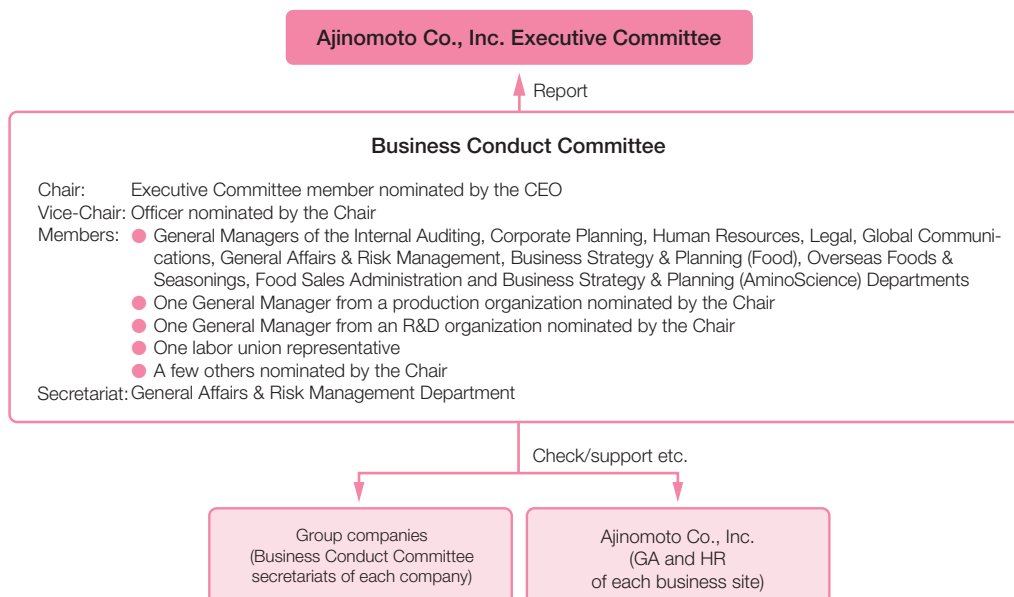 Ajinomoto Co., Inc. Executive Committee
Report
Business Conduct Committee
Chair: Executive Committee member nominated by the CEO
Vice-Chair: Officer nominated by the Chair
Members: ● General Managers of the Internal Auditing, Corporate Planning, Human Resources, Legal, Global Communi-
cations, General Affairs & Risk Management, Business Strategy & Planning (Food), Overseas Foods &
Seasonings, Food Sales Administration and Business Strategy & Planning (AminoScience) Departments
● One General Manager from a production organization nominated by the Chair
● One General Manager from an R&D organization nominated by the Chair
● One labor union representative
● A few others nominated by the Chair
Secretariat: General Affairs & Risk Management Department
Check/support etc.
Group companies
(Business Conduct Committee
secretariats of each company)
Ajinomoto Co., Inc.
(GA and HR
of each business site)